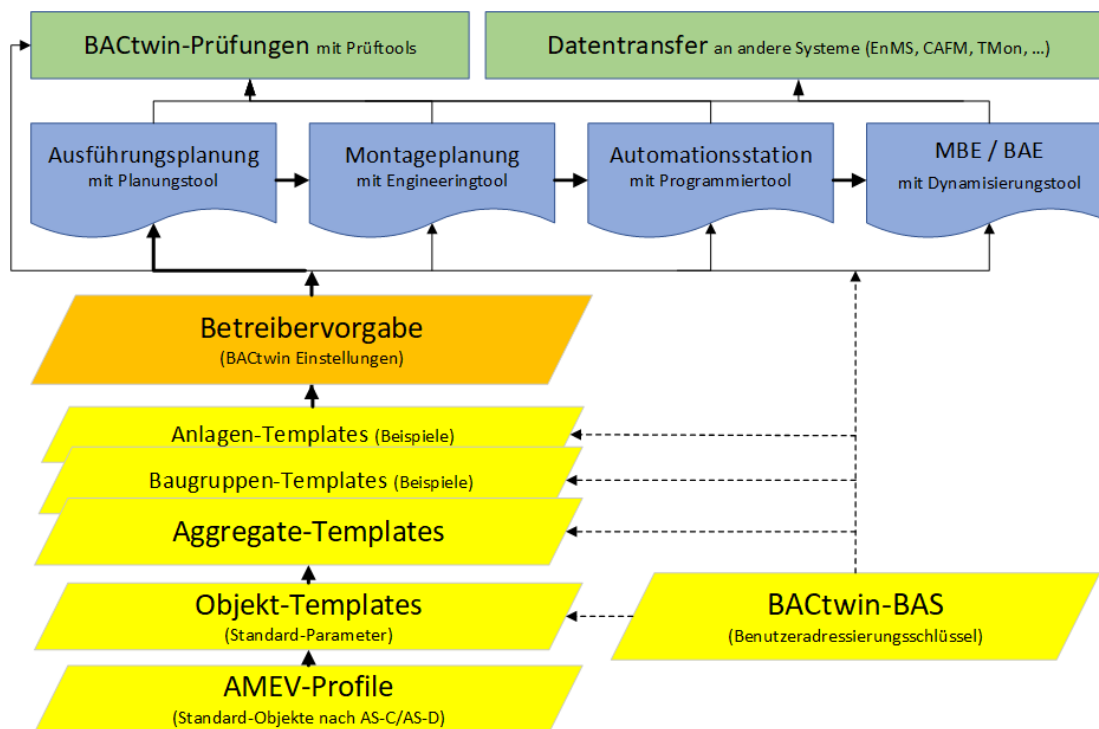 BACtwin-Prüfungen mit Prüftools
Datentransfer an andere Systeme (EnMS, CAFM, TMon, ...)
Ausführungsplanung
mit Planungstool
Montageplanung
mit Engineeringtool
Automationsstation
mit Programmiertool
MBE / BAE
mit Dynamisierungstool
Betreibervorgabe
(BACtwin Einstellungen)
Anlagen-Templates (Beispiele)
Baugruppen-Templates (Beispiele)
Aggregate-Templates
Objekt-Templates
(Standard-Parameter)
BACtwin-BAS
(Benutzeradressierungsschlüssel)
AMEV-Profile
(Standard-Objekte nach AS-C/AS-D)